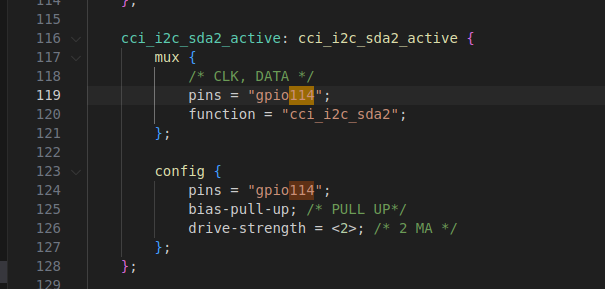 114 };
115
116 cci_i2c_sda2_active: cci_i2c_sda2_active {
117 mux {
118 /* CLK, DATA */
119 pins = "gpio114";
120 function = "cci_i2c_sda2";
121 };
122
123 config {
124 pins = "gpio114";
125 bias-pull-up; /* PULL UP*/
126 drive-strength = <2>; /* 2 MA */
127 };
128 };
129